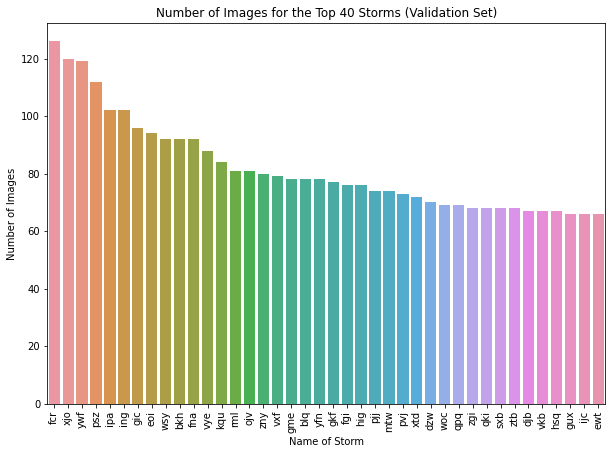 Number of Images for the Top 40 Storms (Validation Set)
120
100
80
60
40
20
0
Number of Images
fcr xjo ywf psz ipa ing gic eoi wsy bkh fna vye kqu rml ojv zny vxf gme blq yfn gkf fgi hig pjj mtw pvj xtd dzw woc qpq zgi qki sxb ztb djb vkb hsq gux ijc ewt
Name of Storm